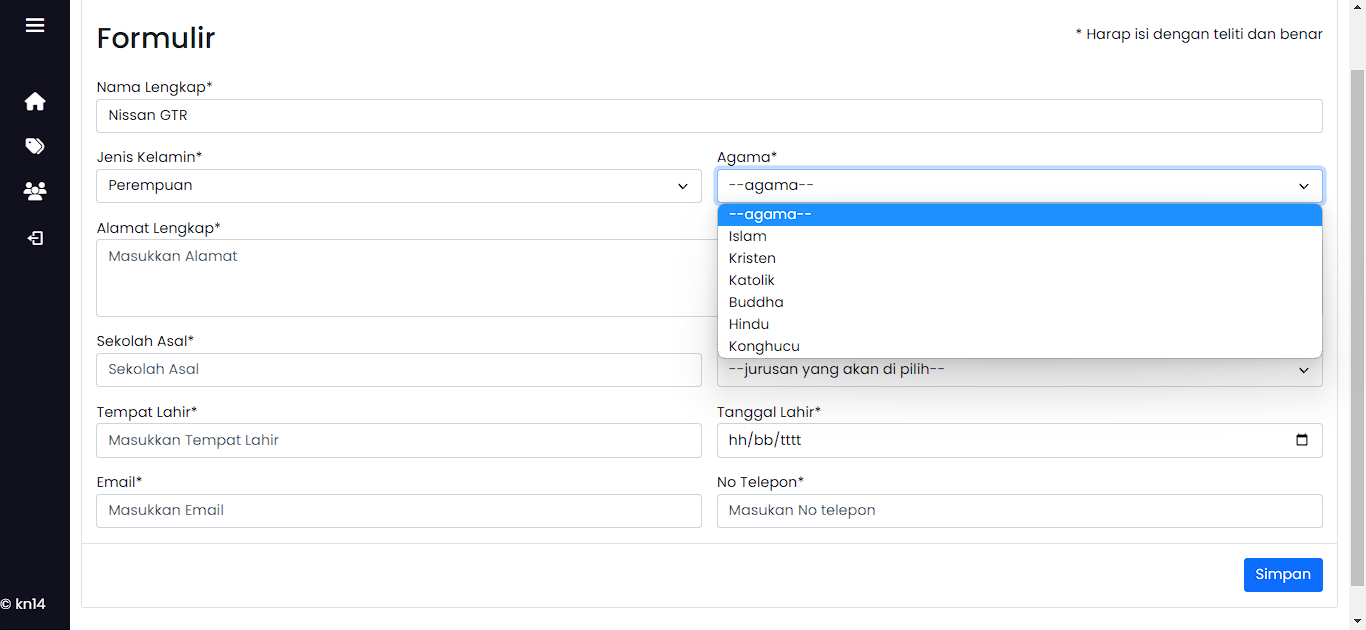 Formulir
* Harap isi dengan teliti dan benar
Nama Lengkap*
Nissan GTR
Jenis Kelamin*
Agama*
Perempuan
--agama--
--agama--
Islam
Kristen
Katolik
Buddha
Hindu
Konghucu
Alamat Lengkap*
Masukkan Alamat
Sekolah Asal*
Sekolah Asal
--jurusan yang akan di pilih--
Tempat Lahir*
Tanggal Lahir*
Masukkan Tempat Lahir
hh/bb/tttt
Email*
No Telepon*
Masukkan Email
Masukan No telepon
Simpan
© kn14